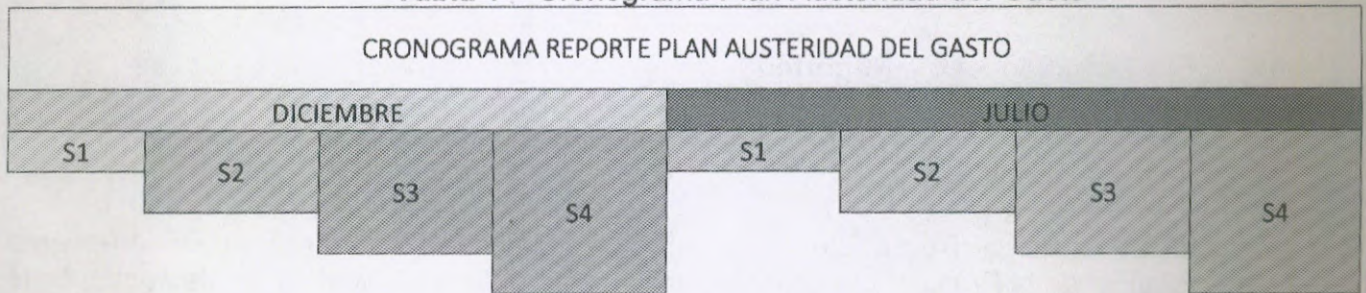 CRONOGRAMA REPORTE PLAN AUSTERIDAD DEL GASTO
DICIEMBRE JULIO
S1 S2 S3 S4 S1 S2 S3 S4